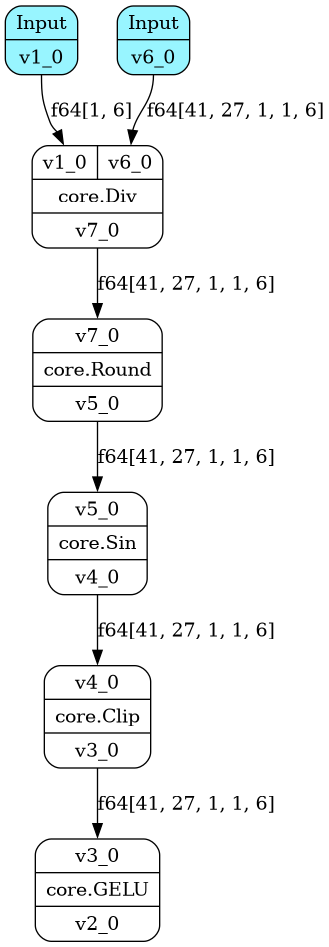 Input
v1_0
Input
v6_0
f64[1, 6]
f64[41, 27, 1, 1, 6]
v1_0
v6_0
core.Div
v7_0
f64[41, 27, 1, 1, 6]
v7_0
core.Round
v5_0
f64[41, 27, 1, 1, 6]
v5_0
core.Sin
v4_0
f64[41, 27, 1, 1, 6]
v4_0
core.Clip
v3_0
f64[41, 27, 1, 1, 6]
v3_0
core.GELU
v2_0